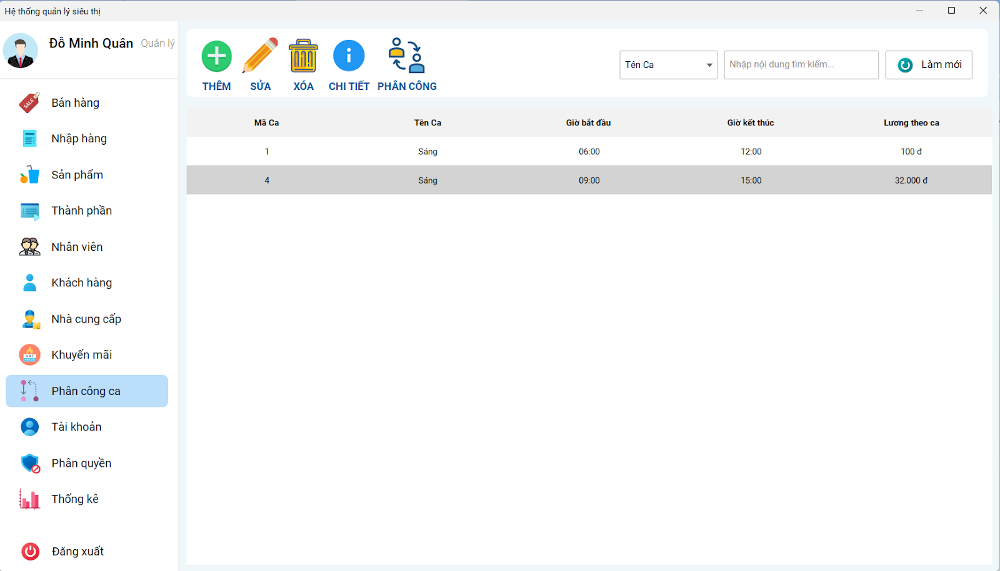 Hệ thống quản lý siêu thị
Đỗ Minh Quân Quản lý
Bán hàng
Nhập hàng
Sản phẩm
Thành phần
Nhân viên
Khách hàng
Nhà cung cấp
Khuyến mãi
Phân công ca
Tài khoản
Phân quyền
Thống kê
Đăng xuất
SALE
HOT
PRIZE
THÊM SỬA XÓA CHI TIẾT PHÂN CÔNG
Tên Ca Nhập nội dung tìm kiếm... Làm mới
Mã Ca Tên Ca Giờ bắt đầu Giờ kết thúc Lương theo ca
1 Sáng 06:00 12:00 100 đ
4 Sáng 09:00 15:00 32.000 đ